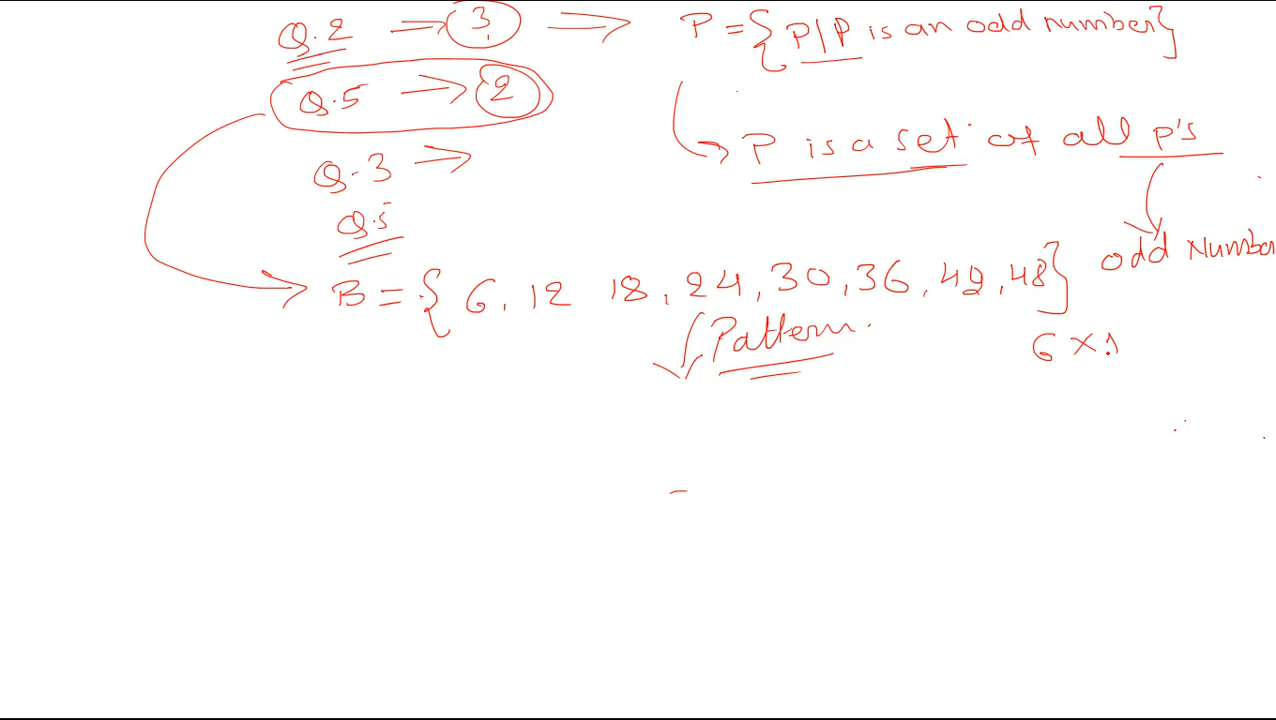 Q.2 → 3 → P = {P/P is an odd number}
Q.5 → 2
→ P is a set of all p's
Q.3 →
Q.5
odd Number
B = { 6, 12 18, 24, 30, 36, 42, 48}
Pattern.
6 × 1